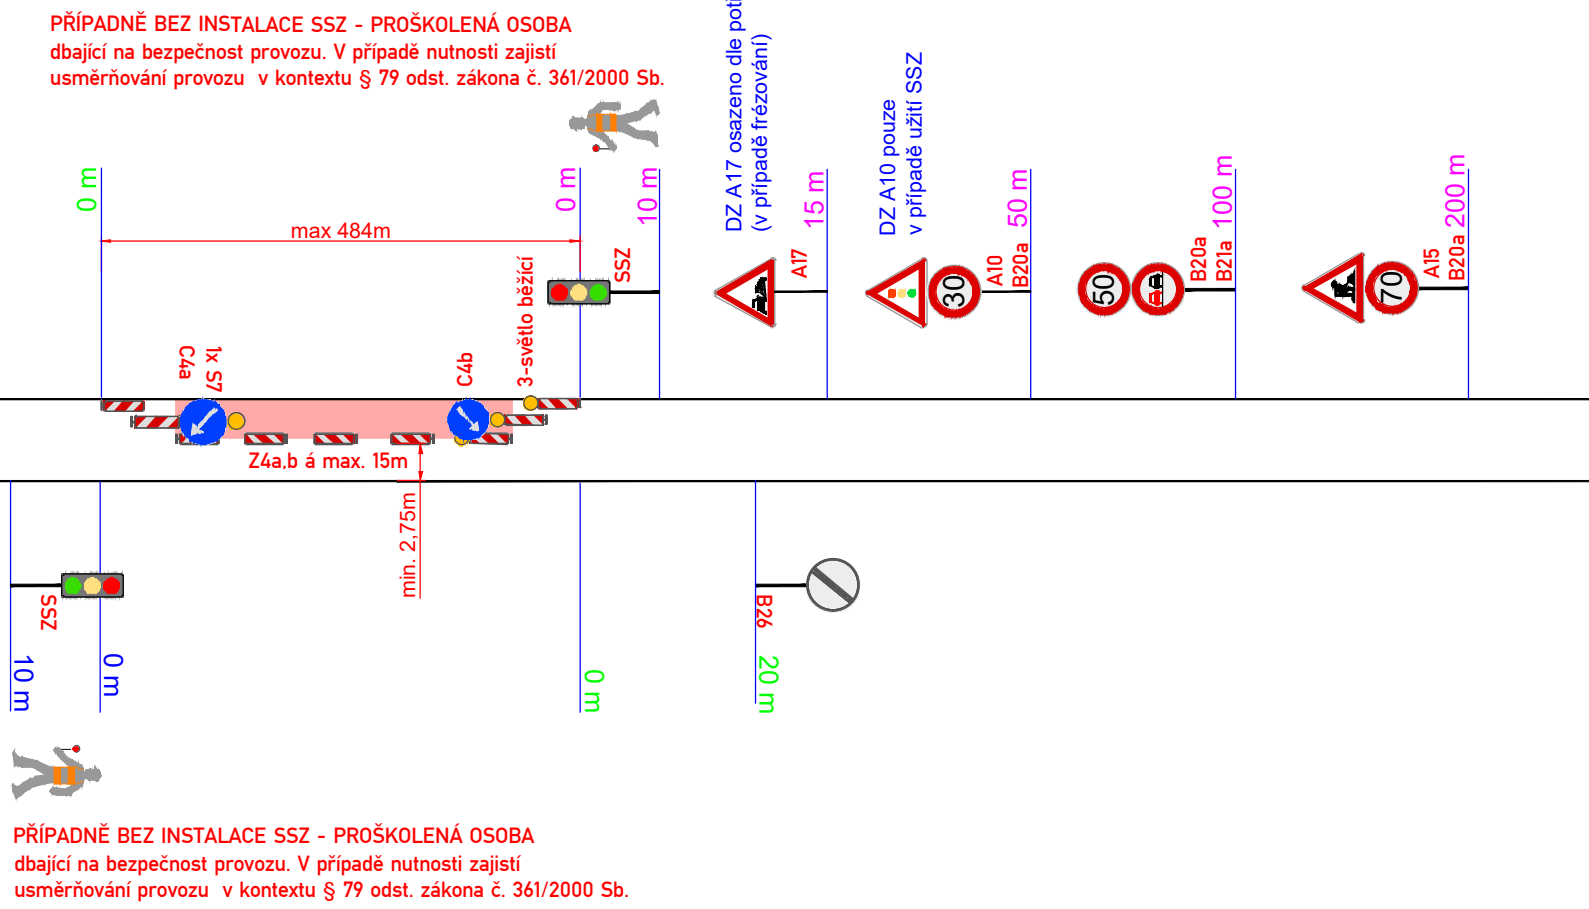 PŘÍPADNĚ BEZ INSTALACE SSZ - PROŠKOLENÁ OSOBA
dbající na bezpečnost provozu. V případě nutnosti zajistí
usměrňování provozu v kontextu § 79 odst. zákona č. 361/2000 Sb.
0 m
0 m
10 m
DZ A17 osazeno dle
(v případě frézování)
15 m
DZ A10 pouze
v případě užití SSZ
50 m
100 m
200 m
max 484m
SSZ
3-světlo běžící
A17
30
A10
B20a
50
B20a
B21a
70
A15
B20a
C4a
1x S7
C4b
Z4a,b á max. 15m
min. 2,75m
SSZ
10 m
0 m
0 m
B26
20 m
PŘÍPADNĚ BEZ INSTALACE SSZ - PROŠKOLENÁ OSOBA
dbající na bezpečnost provozu. V případě nutnosti zajistí
usměrňování provozu v kontextu § 79 odst. zákona č. 361/2000 Sb.